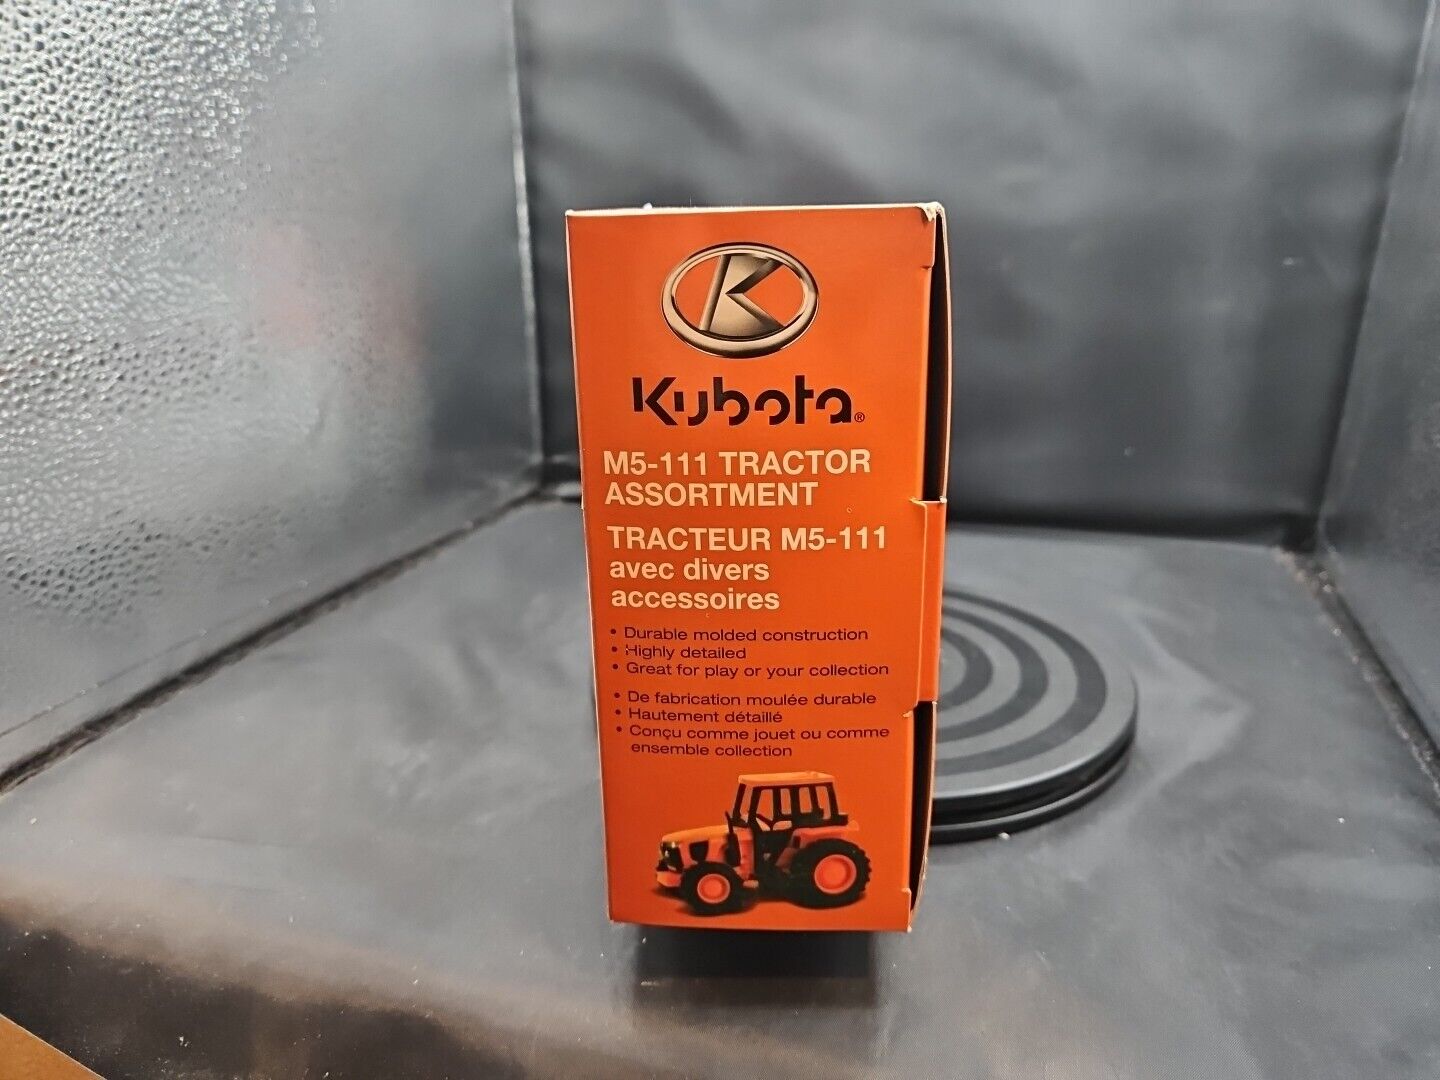 K
Kubota®
M5-111 TRACTOR
ASSORTMENT
TRACTEUR M5-111
avec divers
accessoires
• Durable molded construction
• Highly detailed
• Great for play or your collection
• De fabrication moulée durable
• Hautement détaillé
• Conçu comme jouet ou comme
ensemble collection